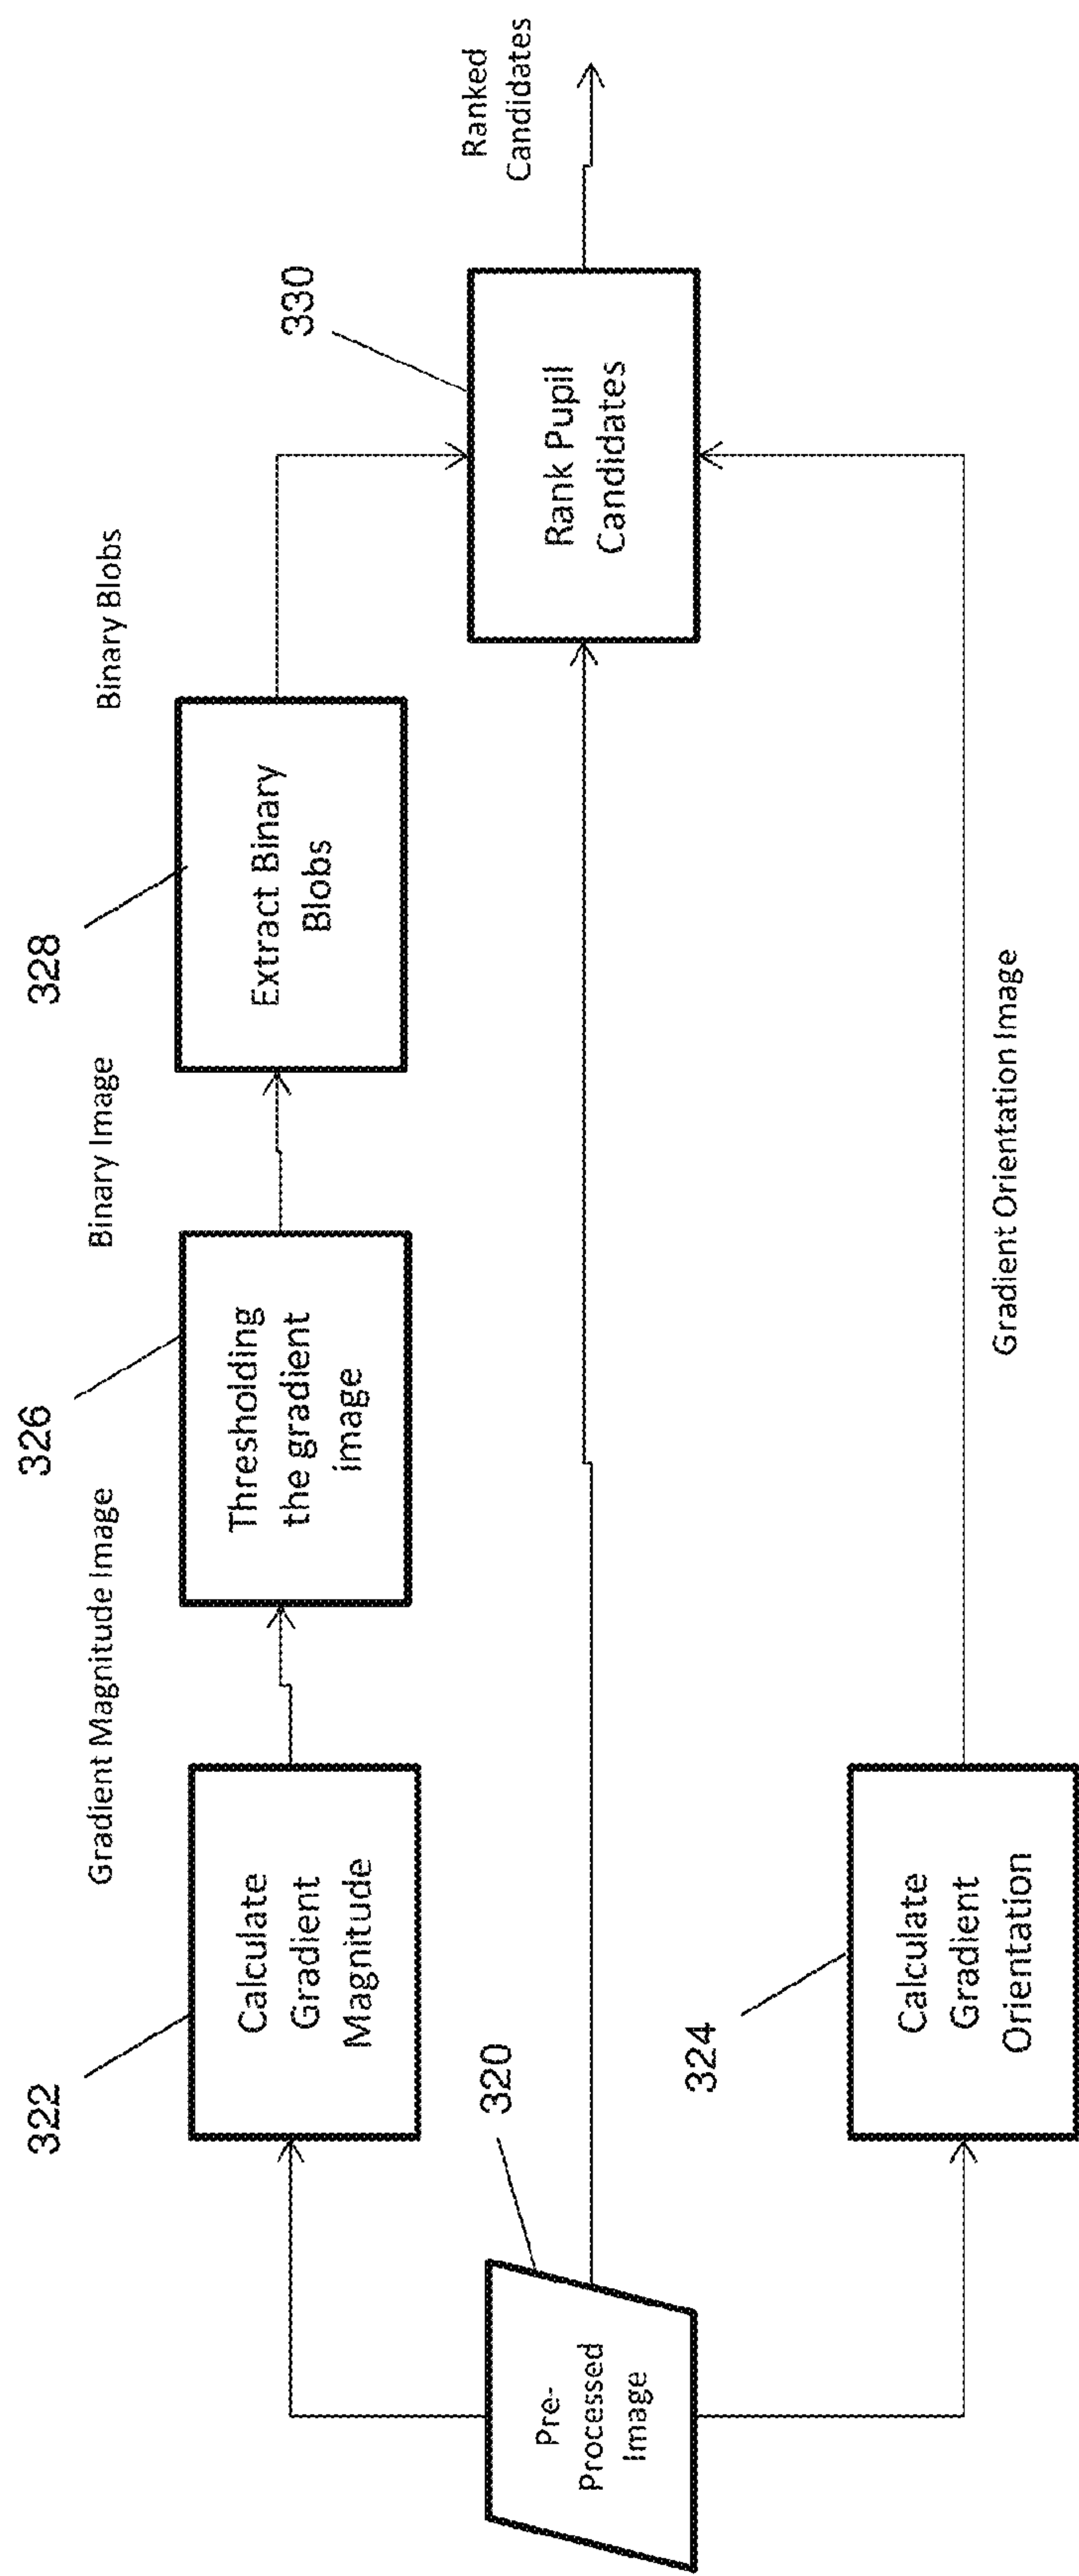 322
Calculate
Gradient
Magnitude
Gradient Magnitude Image
326
Thresholding
the gradient
image
Binary Image
328
Extract Binary
Blobs
Binary Blobs
320
Pre-
Processed
Image
330
Rank Pupil
Candidates
Ranked
Candidates
324
Calculate
Gradient
Orientation
Gradient Orientation Image